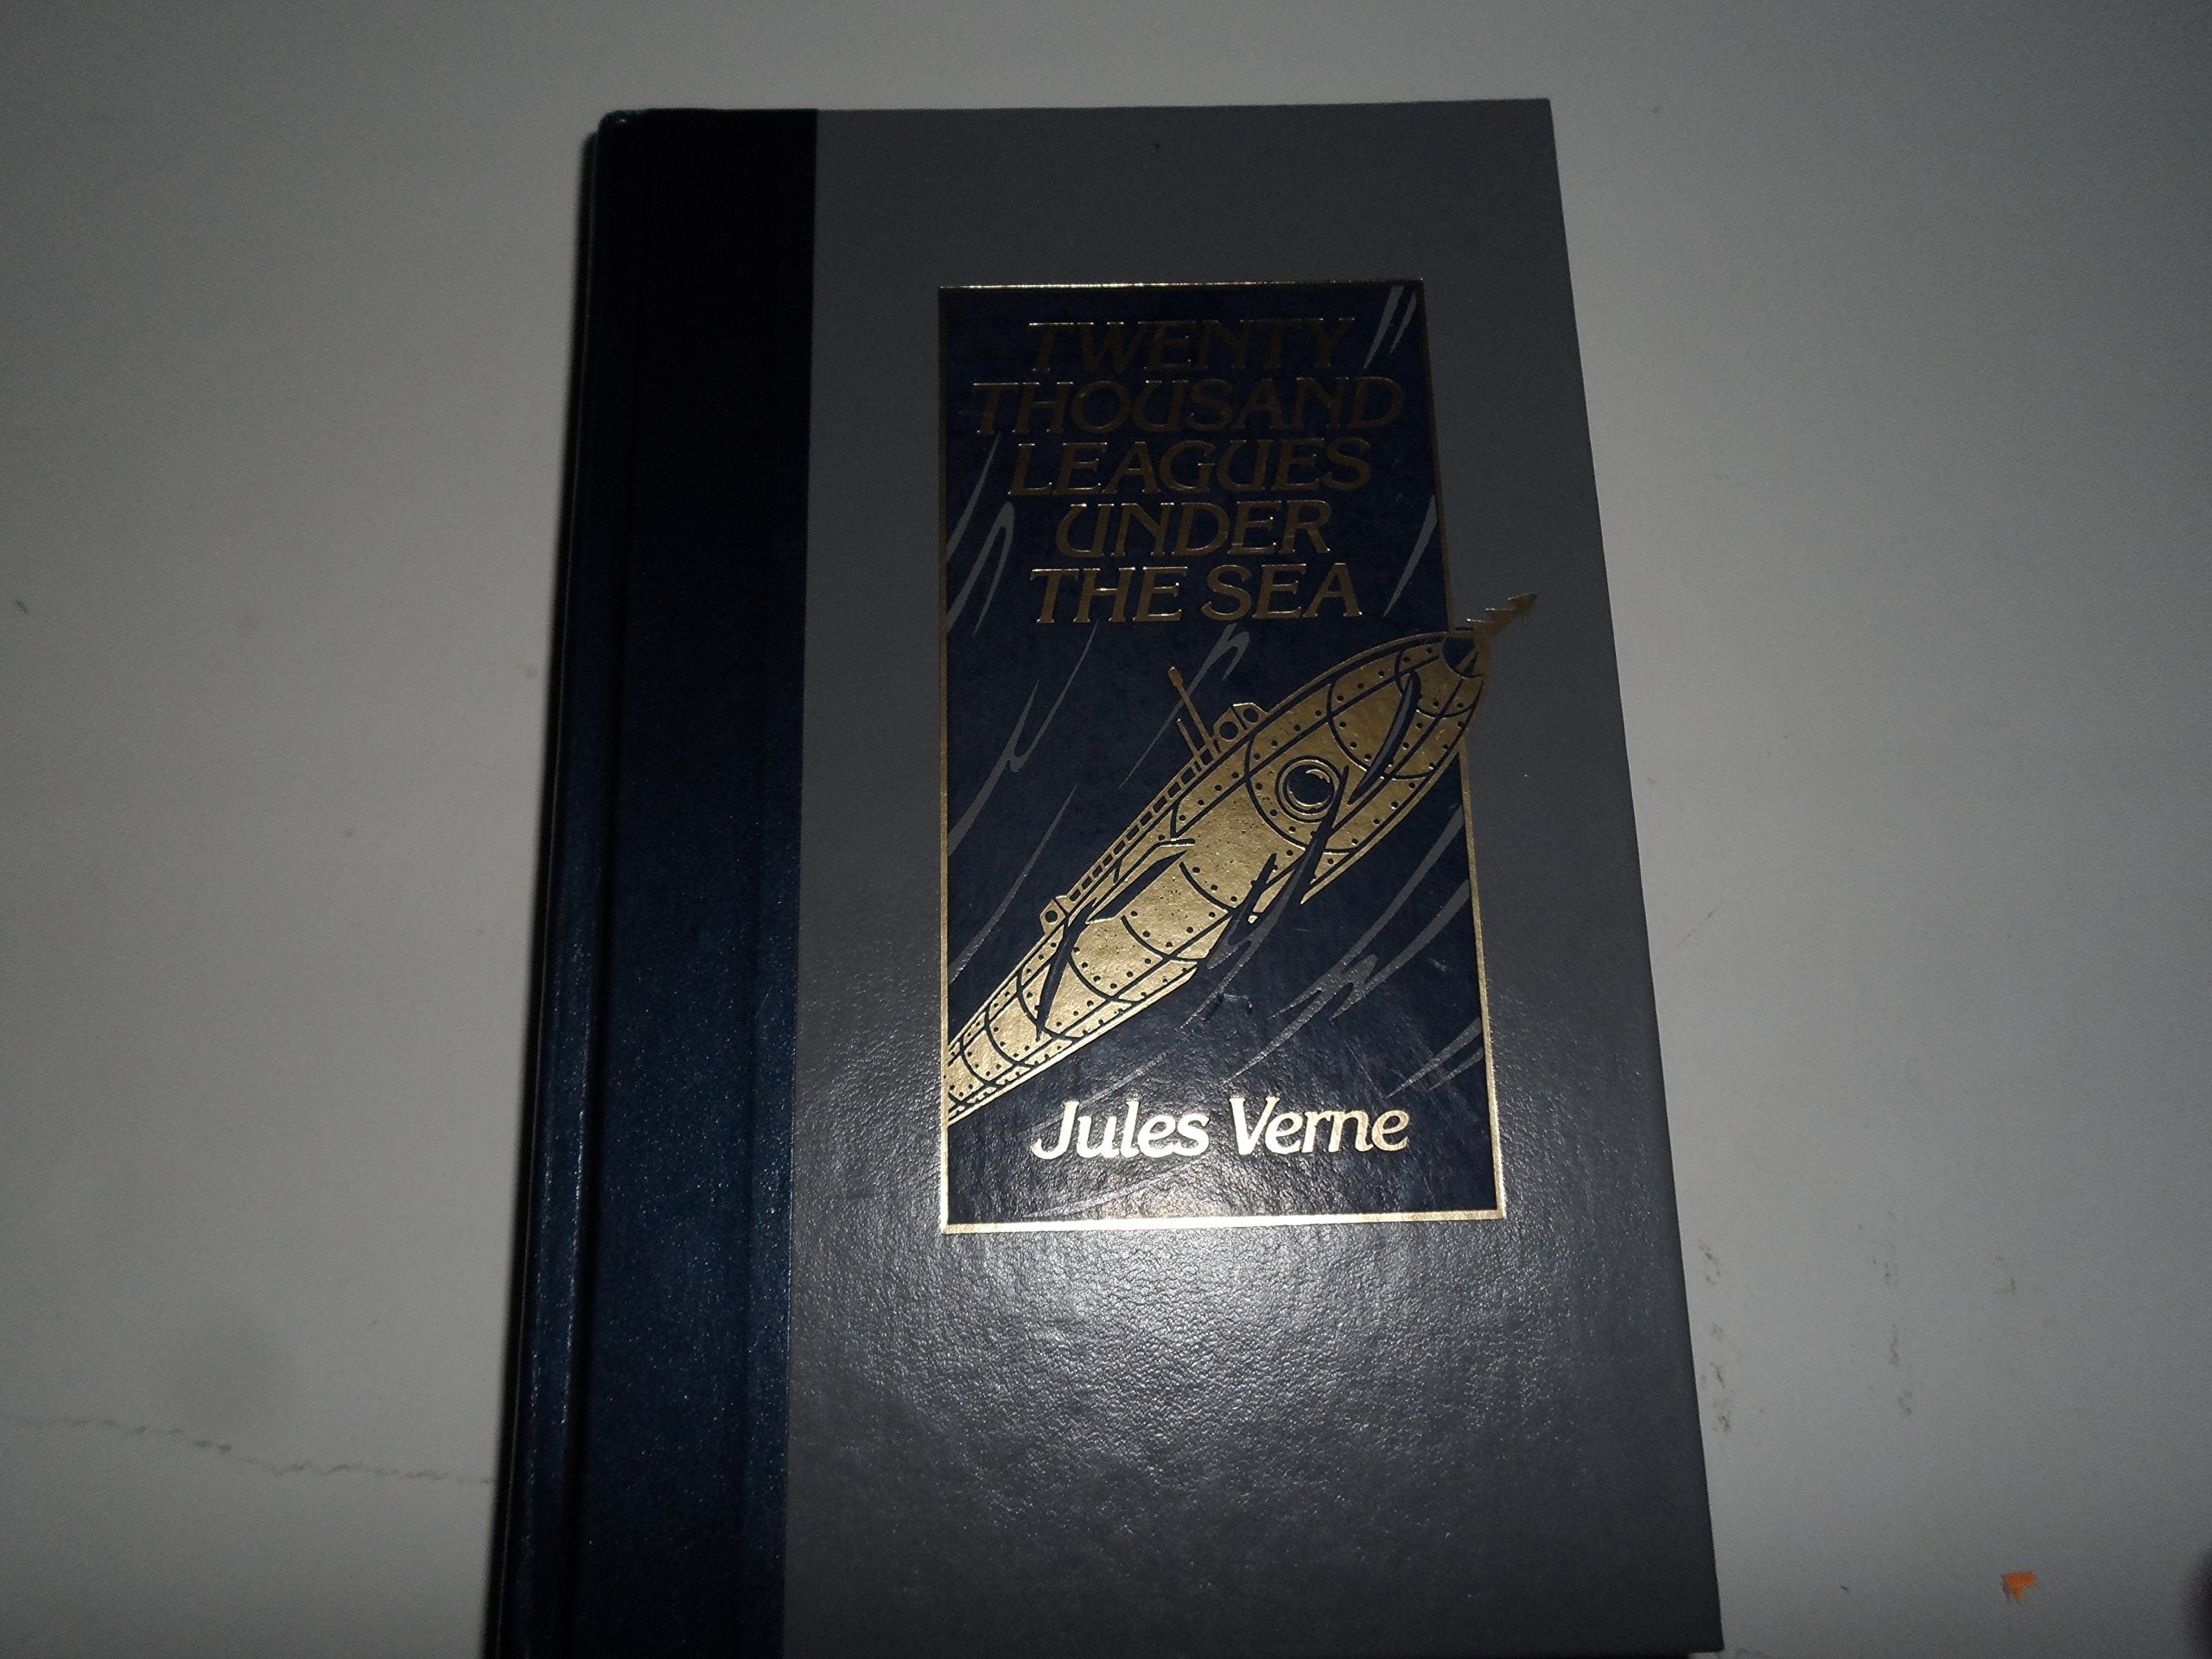 TWENTY
THOUSAND
LEAGUES
UNDER
THE SEA
Jules Verne